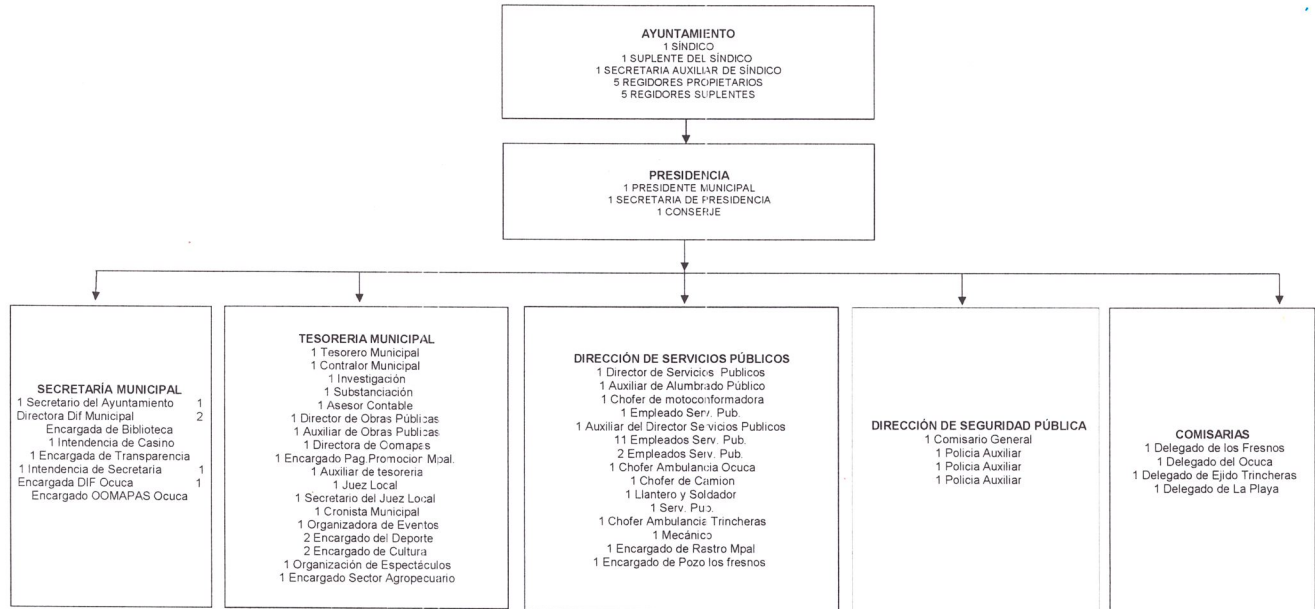 AYUNTAMIENTO
1 SÍNDICO
1 SUPLENTE DEL SÍNDICO
1 SECRETARIA AUXILIAR DE SÍNDICO
5 REGIDORES PROPIETARIOS
5 REGIDORES SUPLENTES
PRESIDENCIA
1 PRESIDENTE MUNICIPAL
1 SECRETARIA DE PRESIDENCIA
1 CONSERJE
SECRETARÍA MUNICIPAL
1 Secretario del Ayuntamiento 1
Directora Dif Municipal 2
Encargada de Biblioteca
1 Intendencia de Casino
1 Encargada de Transparencia
1 Intendencia de Secretaria 1
Encargada DIF Ocuca 1
Encargado OOMAPAS Ocuca
TESORERIA MUNICIPAL
1 Tesorero Municipal
1 Contralor Municipal
1 Investigación
1 Substanciación
1 Asesor Contable
1 Director de Obras Públicas
1 Auxiliar de Obras Publicas
1 Directora de Comapas
1 Encargado Pag.Promocion Mpal.
1 Auxiliar de tesoreria
1 Juez Local
1 Secretario del Juez Local
1 Cronista Municipal
1 Organizadora de Eventos
2 Encargado del Deporte
2 Encargado de Cultura
1 Organización de Espectáculos
1 Encargado Sector Agropecuario
DIRECCIÓN DE SERVICIOS PÚBLICOS
1 Director de Servicios Publicos
1 Auxiliar de Alumbrado Público
1 Chofer de motoconformadora
1 Empleado Serv. Pub.
1 Auxiliar del Director Servicios Publicos
11 Empleados Serv. Pub.
2 Empleados Serv. Pub.
1 Chofer Ambulancia Ocuca
1 Chofer de Camion
1 Llantero y Soldador
1 Serv. Pub.
1 Chofer Ambulancia Trincheras
1 Mecánico
1 Encargado de Rastro Mpal
1 Encargado de Pozo los fresnos
DIRECCIÓN DE SEGURIDAD PÚBLICA
1 Comisario General
1 Policia Auxiliar
1 Policia Auxiliar
1 Policia Auxiliar
COMISARIAS
1 Delegado de los Fresnos
1 Delegado del Ocuca
1 Delegado de Ejido Trincheras
1 Delegado de La Playa